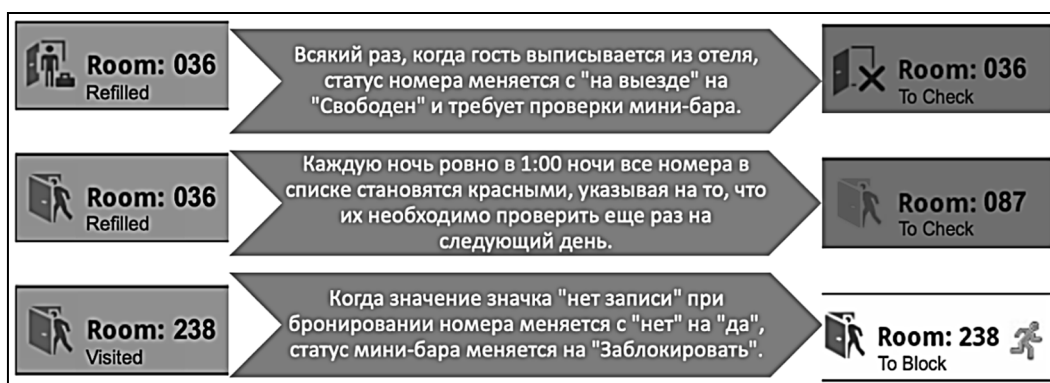 Room: 036
Refilled
Всякий раз, когда гость выписывается из отеля,
статус номера меняется с "на выезде" на
"Свободен" и требует проверки мини-бара.
Room: 036
To Check
Room: 036
Refilled
Каждую ночь ровно в 1:00 ночи все номера в
списке становятся красными, указывая на то, что
их необходимо проверить еще раз на
следующий день.
Room: 087
To Check
Room: 238
Visited
Когда значение значка "нет записи" при
бронировании номера меняется с "нет" на "да",
статус мини-бара меняется на "Заблокировать".
Room: 238
To Block